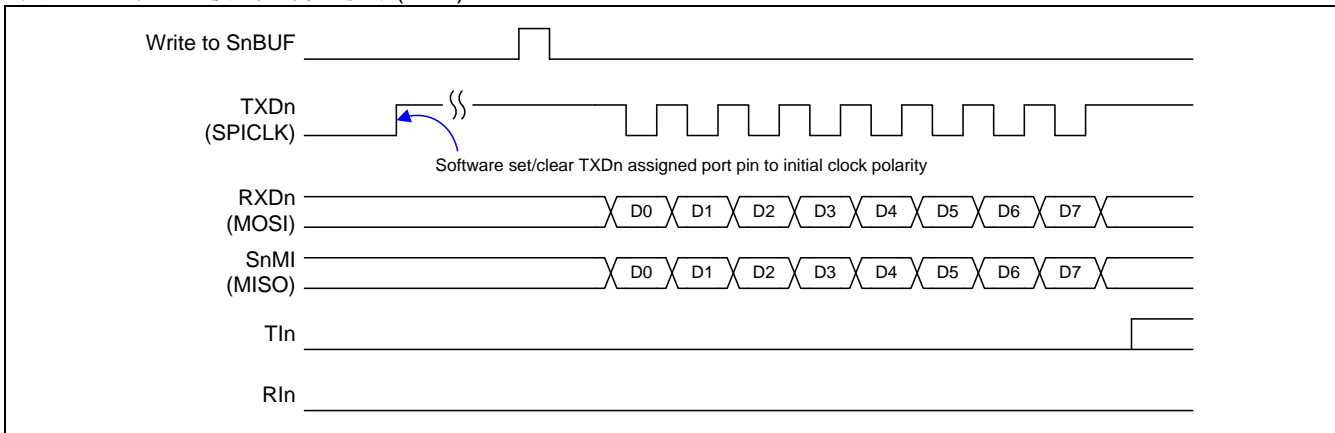 Write to SnBUF
TXDn
(SPICLK)
Software set/clear TXDn assigned port pin to initial clock polarity
RXDn
(MOSI)
D0 D1 D2 D3 D4 D5 D6 D7
SnMI
(MISO)
D0 D1 D2 D3 D4 D5 D6 D7
TIn
RIn